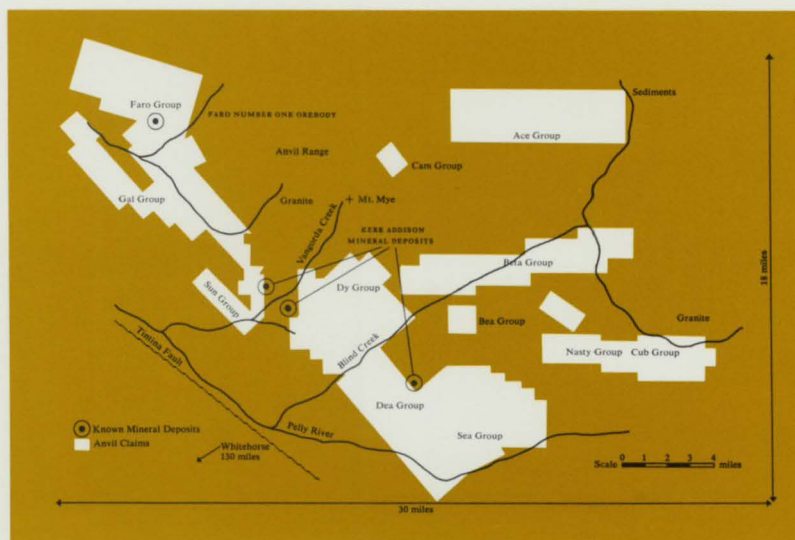 Faro Group
FARO NUMBER ONE OREBODY
Sediments
Ace Group
Anvil Range
Cam Group
Gal Group
Granite
Mt. Mye
Vangorda Creek
KERR ADDISON
MINERAL DEPOSITS
Beta Group
Sun Group
Dy Group
18 miles
Bea Group
Granite
Tintina Fault
Blind Creek
Nasty Group
Cub Group
Dea Group
Known Mineral Deposits
Anvil Claims
Pelly River
Sea Group
Whitehorse
130 miles
Scale 0 1 2 3 4 miles
30 miles